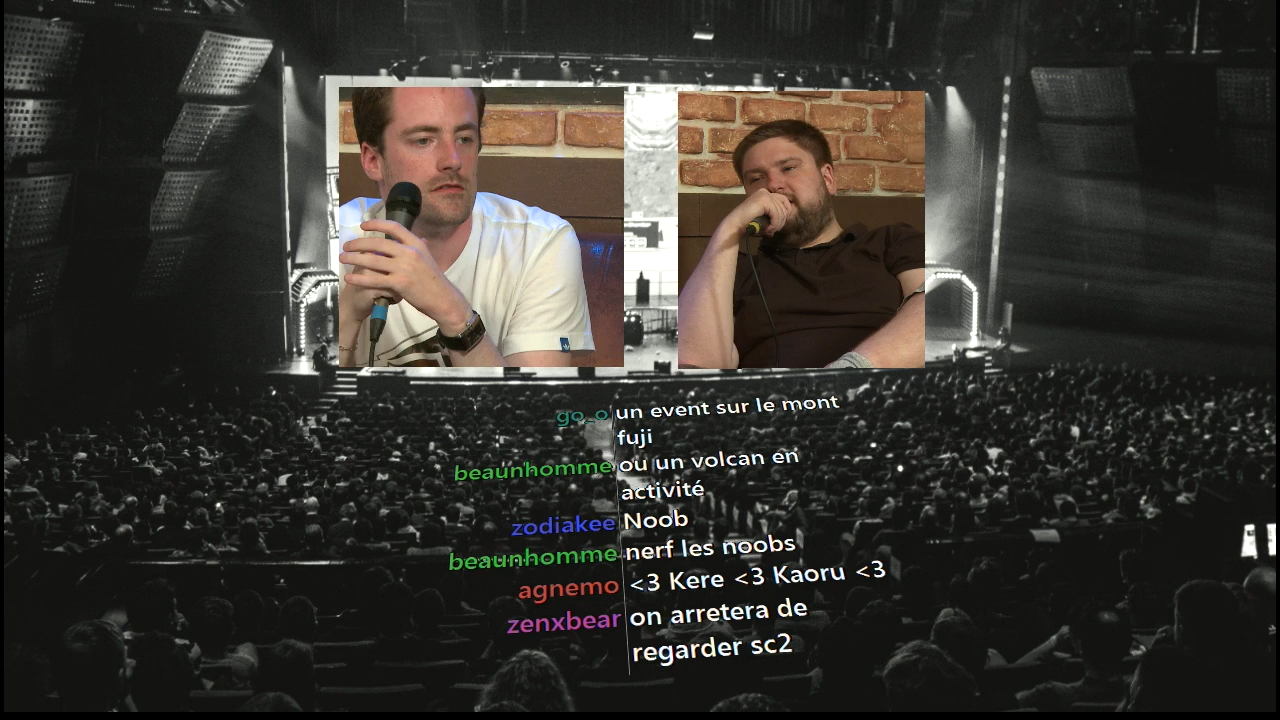 go_o un event sur le mont
fuji
beaunhomme ou un volcan en
activité
zodiakee Noob
beaunhomme nerf les noobs
agnemo <3 Kere <3 Kaoru <3
zenxbear on arretera de
regarder sc2